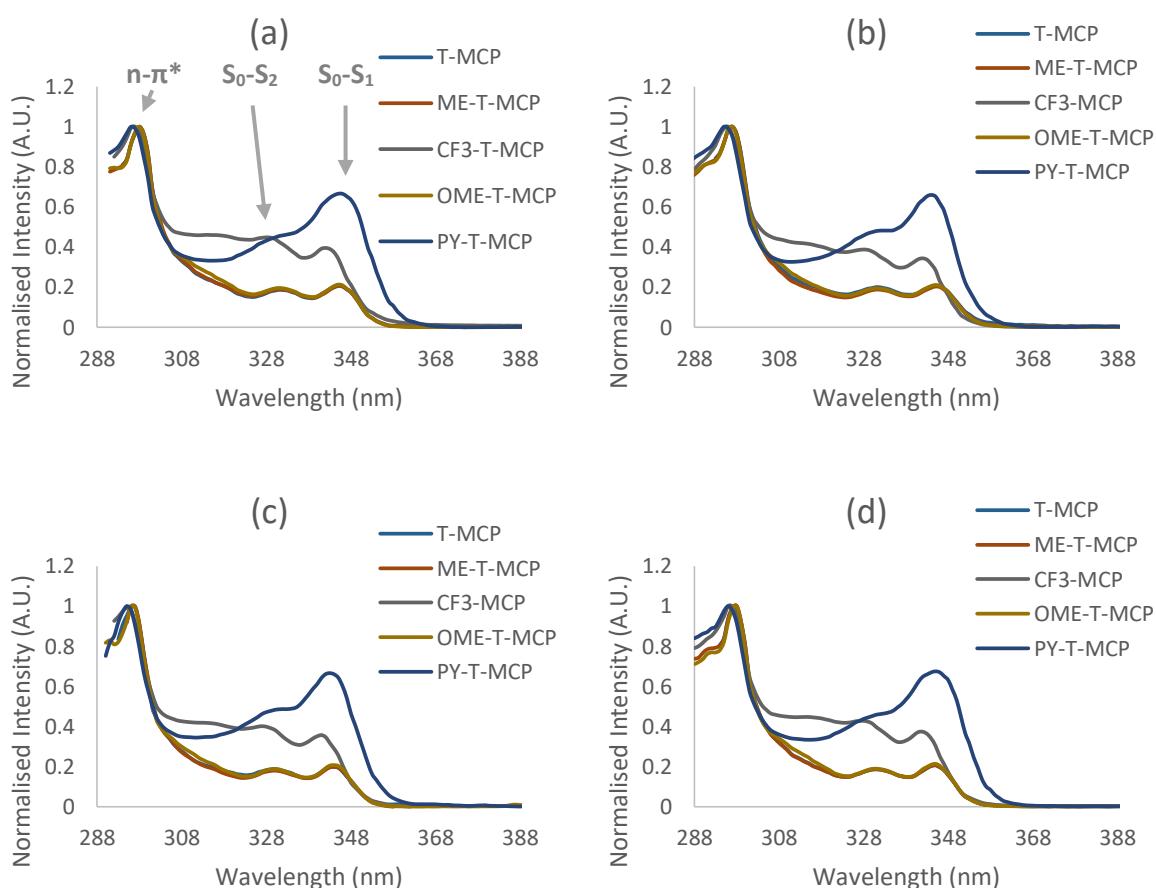 (a)
n-π* S₀-S₂ S₀-S₁
T-MCP
ME-T-MCP
CF3-T-MCP
OME-T-MCP
PY-T-MCP
Normalised Intensity (A.U.)
1.2
1
0.8
0.6
0.4
0.2
0
288 308 328 348 368 388
Wavelength (nm)
(b)
T-MCP
ME-T-MCP
CF3-MCP
OME-T-MCP
PY-T-MCP
Normalised Intensity (A.U.)
1.2
1
0.8
0.6
0.4
0.2
0
288 308 328 348 368 388
Wavelength (nm)
(c)
T-MCP
ME-T-MCP
CF3-MCP
OME-T-MCP
PY-T-MCP
Normalised Intensity (A.U.)
1.2
1
0.8
0.6
0.4
0.2
0
288 308 328 348 368 388
Wavelength (nm)
(d)
T-MCP
ME-T-MCP
CF3-MCP
OME-T-MCP
PY-T-MCP
Normalised Intensity (A.U.)
1.2
1
0.8
0.6
0.4
0.2
0
288 308 328 348 368 388
Wavelength (nm)